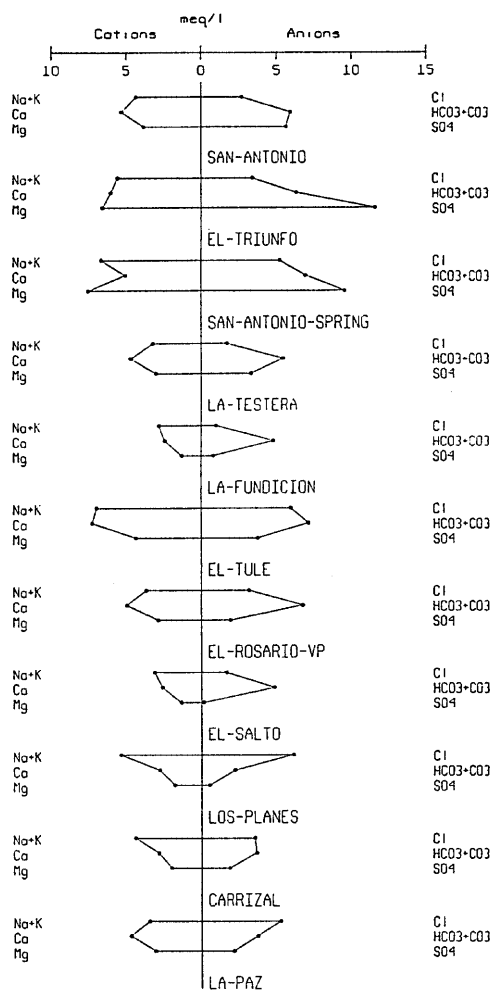 meq/l
Cations Anions
10 5 0 5 10 15
Na+K Cl
Ca HCO3+CO3
Mg SO4
SAN-ANTONIO
Na+K Cl
Ca HCO3+CO3
Mg SO4
EL-TRIUNFO
Na+K Cl
Ca HCO3+CO3
Mg SO4
SAN-ANTONIO-SPRING
Na+K Cl
Ca HCO3+CO3
Mg SO4
LA-TESTERA
Na+K Cl
Ca HCO3+CO3
Mg SO4
LA-FUNDICION
Na+K Cl
Ca HCO3+CO3
Mg SO4
EL-TULE
Na+K Cl
Ca HCO3+CO3
Mg SO4
EL-ROSARIO-VP
Na+K Cl
Ca HCO3+CO3
Mg SO4
EL-SALTO
Na+K Cl
Ca HCO3+CO3
Mg SO4
LOS-PLANES
Na+K Cl
Ca HCO3+CO3
Mg SO4
CARRIZAL
Na+K Cl
Ca HCO3+CO3
Mg SO4
LA-PAZ